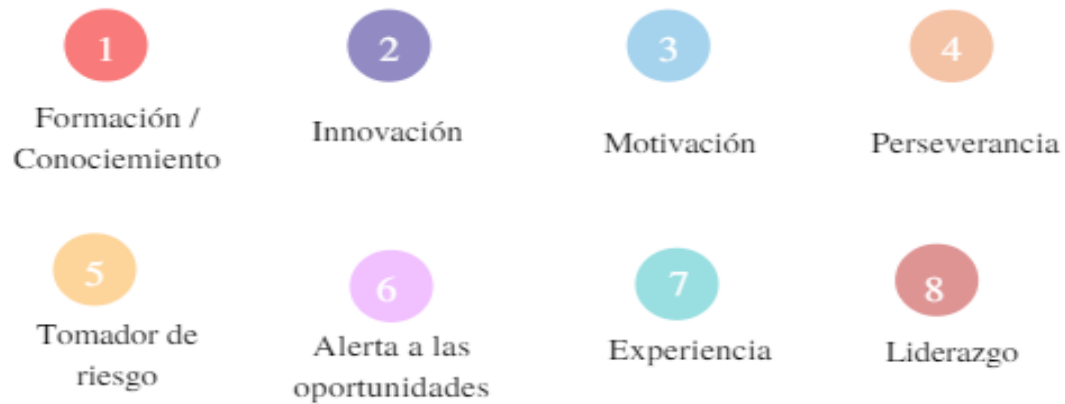 1
Formación /
Conociemiento
2
Innovación
3
Motivación
4
Perseverancia
5
Tomador de
riesgo
6
Alerta a las
oportunidades
7
Experiencia
8
Liderazgo